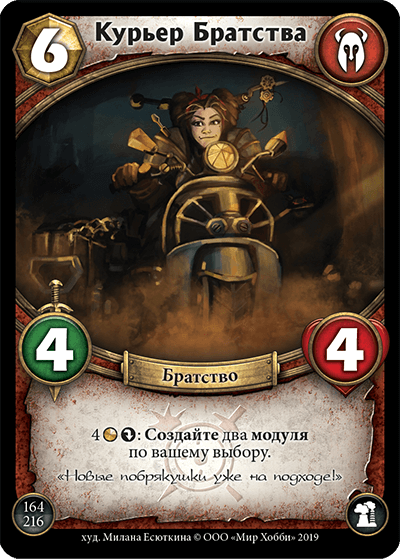 6
Курьер Братства
4
4
Братство
4 : Создайте два модуля
по вашему выбору.
«Новые побрякушки уже на подходе!»
164
216
худ. Милана Есюткина © ООО «Мир Хобби» 2019